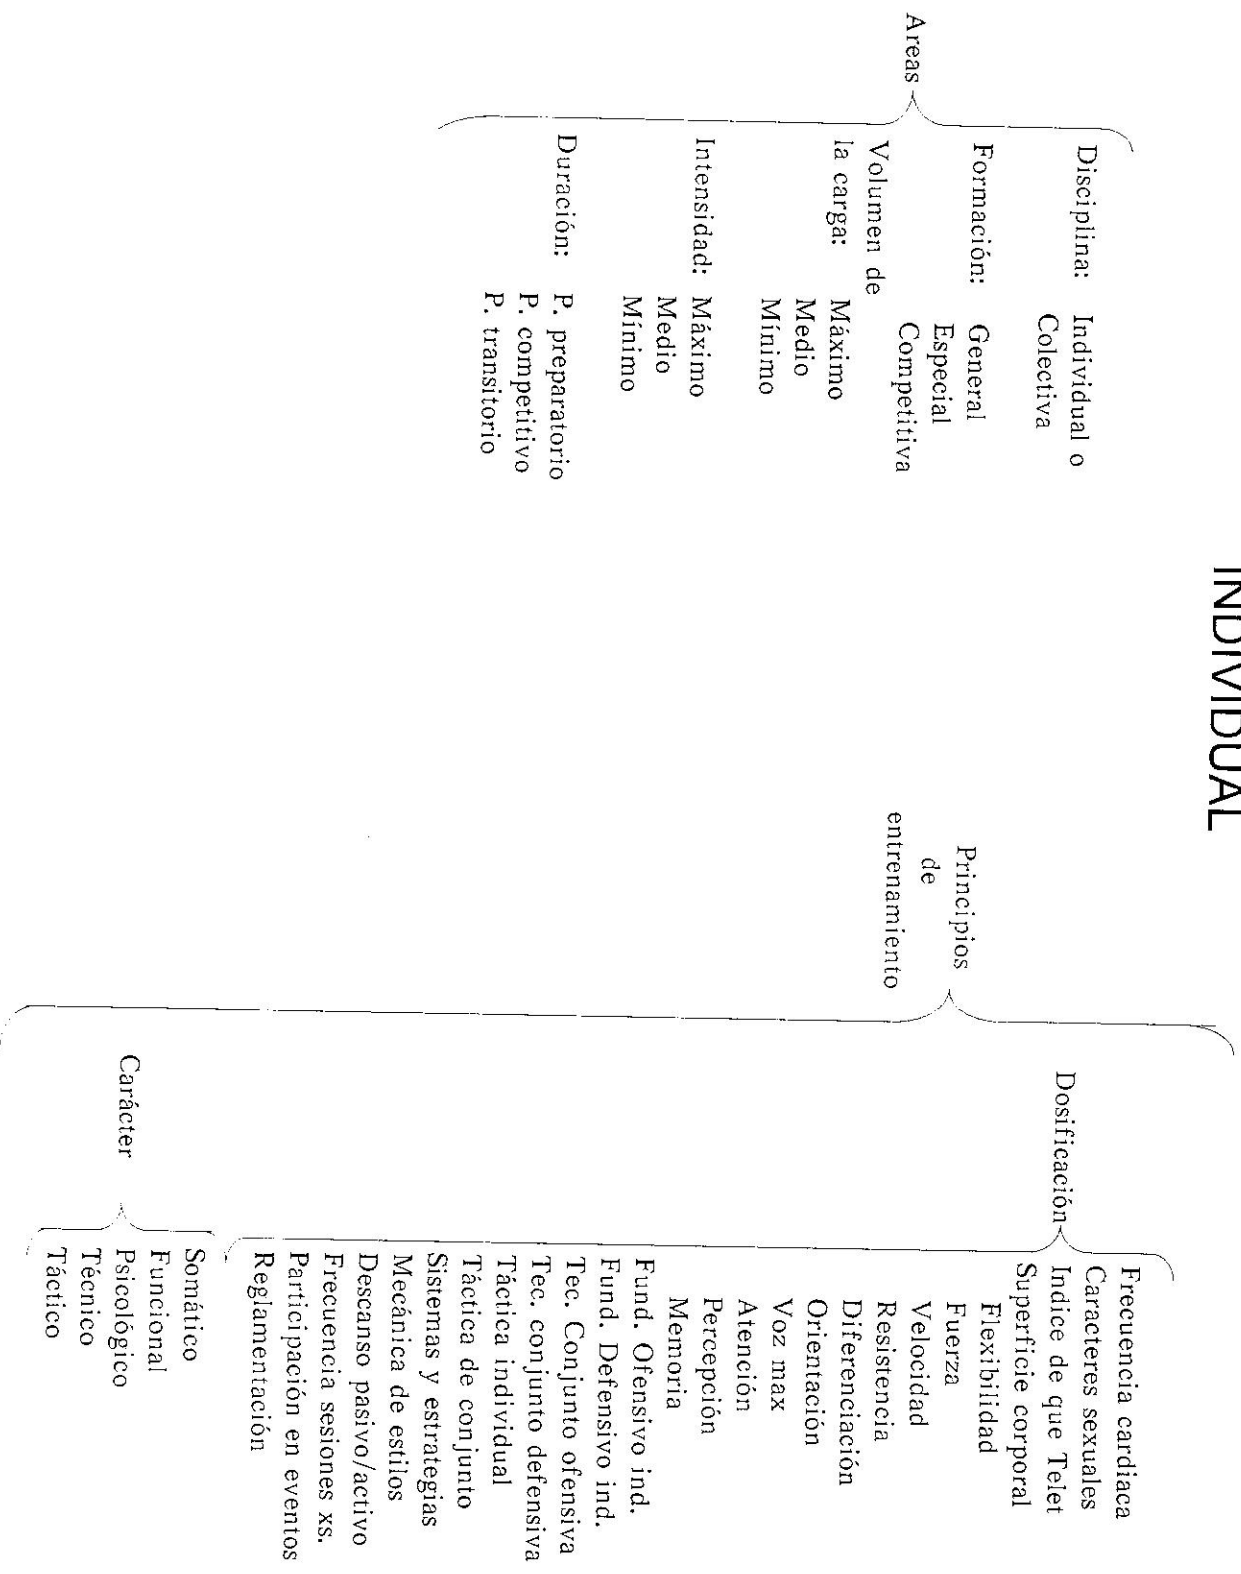 INDIVIDUAL
Areas
Disciplina: Individual o
Colectiva
Formación: General
Especial
Competitiva
Volumen de
la carga: Máximo
Medio
Mínimo
Intensidad: Máximo
Medio
Mínimo
Duración: P. preparatorio
P. competitivo
P. transitorio
Principios
de
entrenamiento
Dosificación
Frecuencia cardiaca
Caracteres sexuales
Indice de que Telet
Superficie corporal
Flexibilidad
Fuerza
Velocidad
Resistencia
Diferenciación
Orientación
Voz max
Atención
Percepción
Memoria
Fund. Ofensivo ind.
Fund. Defensivo ind.
Tec. Conjunto ofensiva
Tec. conjunto defensiva
Táctica individual
Táctica de conjunto
Sistemas y estrategias
Mecánica de estilos
Descanso pasivo/activo
Frecuencia sesiones xs.
Participación en eventos
Reglamentación
Carácter
Somático
Funcional
Psicológico
Técnico
Táctico